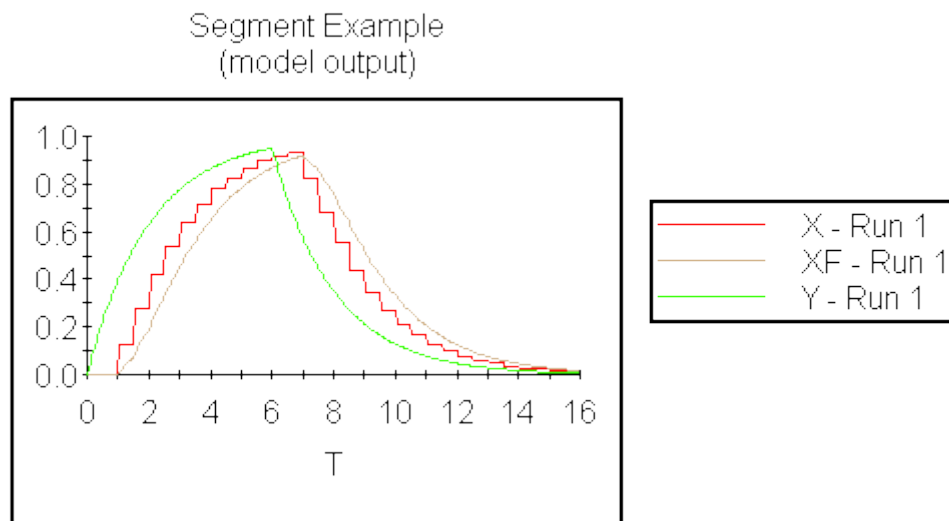 Segment Example
(model output)
1.0
0.8
0.6
0.4
0.2
0.0
0 2 4 6 8 10 12 14 16
T
X - Run 1
XF - Run 1
Y - Run 1